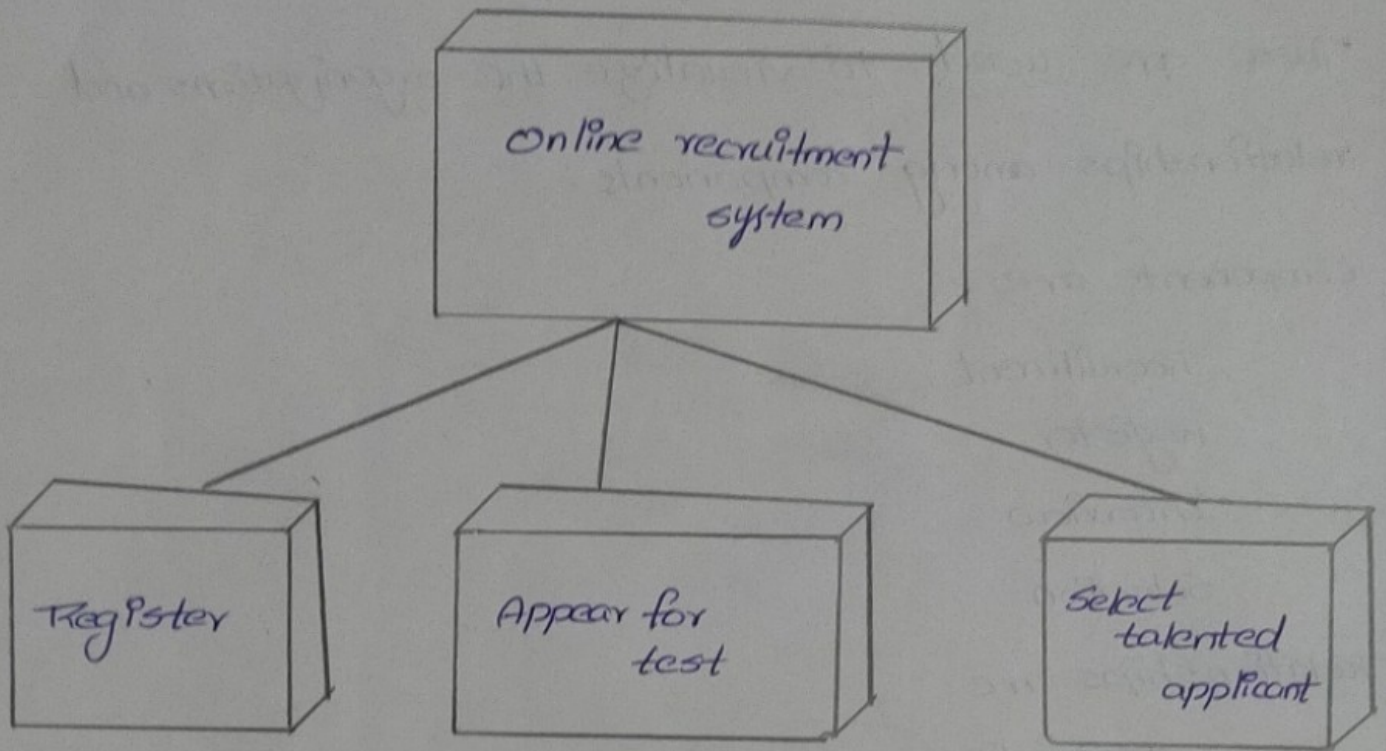 Online recruitment
system
Register
Appear for
test
Select
talented
applicant